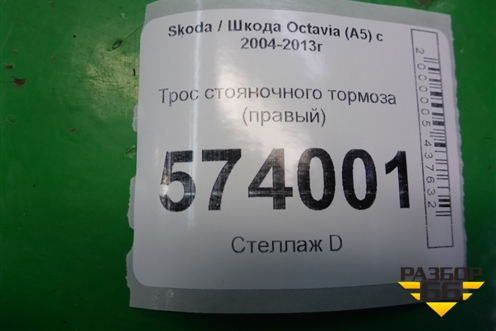 Skoda / Шкода Octavia (A5) с
2004-2013г
Трос стояночного тормоза
(правый)
574001
Стеллаж D
2000005437632
РАЗБОР
66